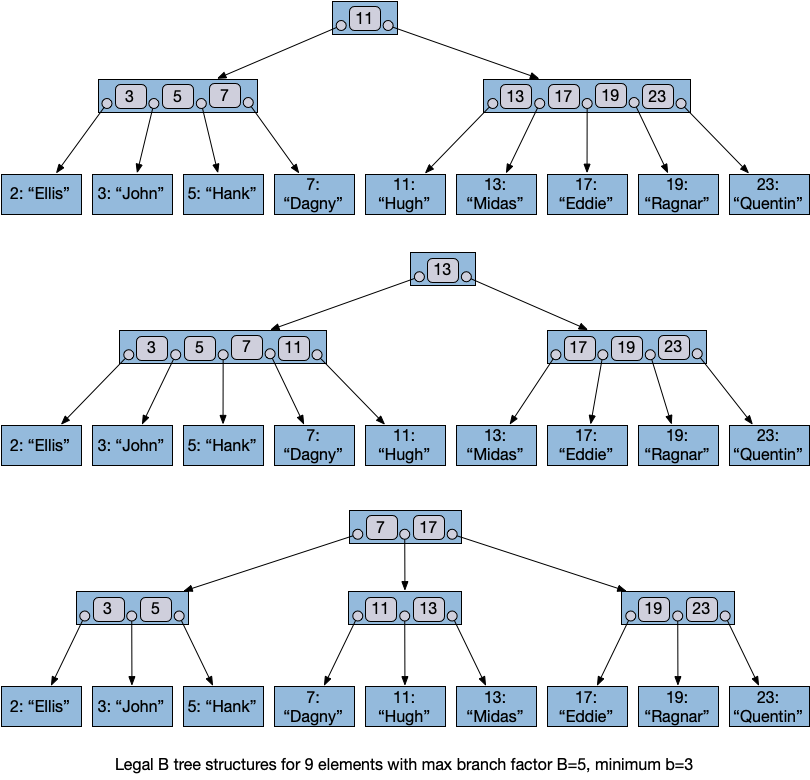 11
3 5 7
13 17 19 23
2: “Ellis”
3: “John”
5: “Hank”
7:
“Dagny”
11:
“Hugh”
13:
“Midas”
17:
“Eddie”
19:
“Ragnar”
23:
“Quentin”
13
3 5 7 11
17 19 23
2: “Ellis”
3: “John”
5: “Hank”
7:
“Dagny”
11:
“Hugh”
13:
“Midas”
17:
“Eddie”
19:
“Ragnar”
23:
“Quentin”
7 17
3 5
11 13
19 23
2: “Ellis”
3: “John”
5: “Hank”
7:
“Dagny”
11:
“Hugh”
13:
“Midas”
17:
“Eddie”
19:
“Ragnar”
23:
“Quentin”
Legal B tree structures for 9 elements with max branch factor B=5, minimum b=3